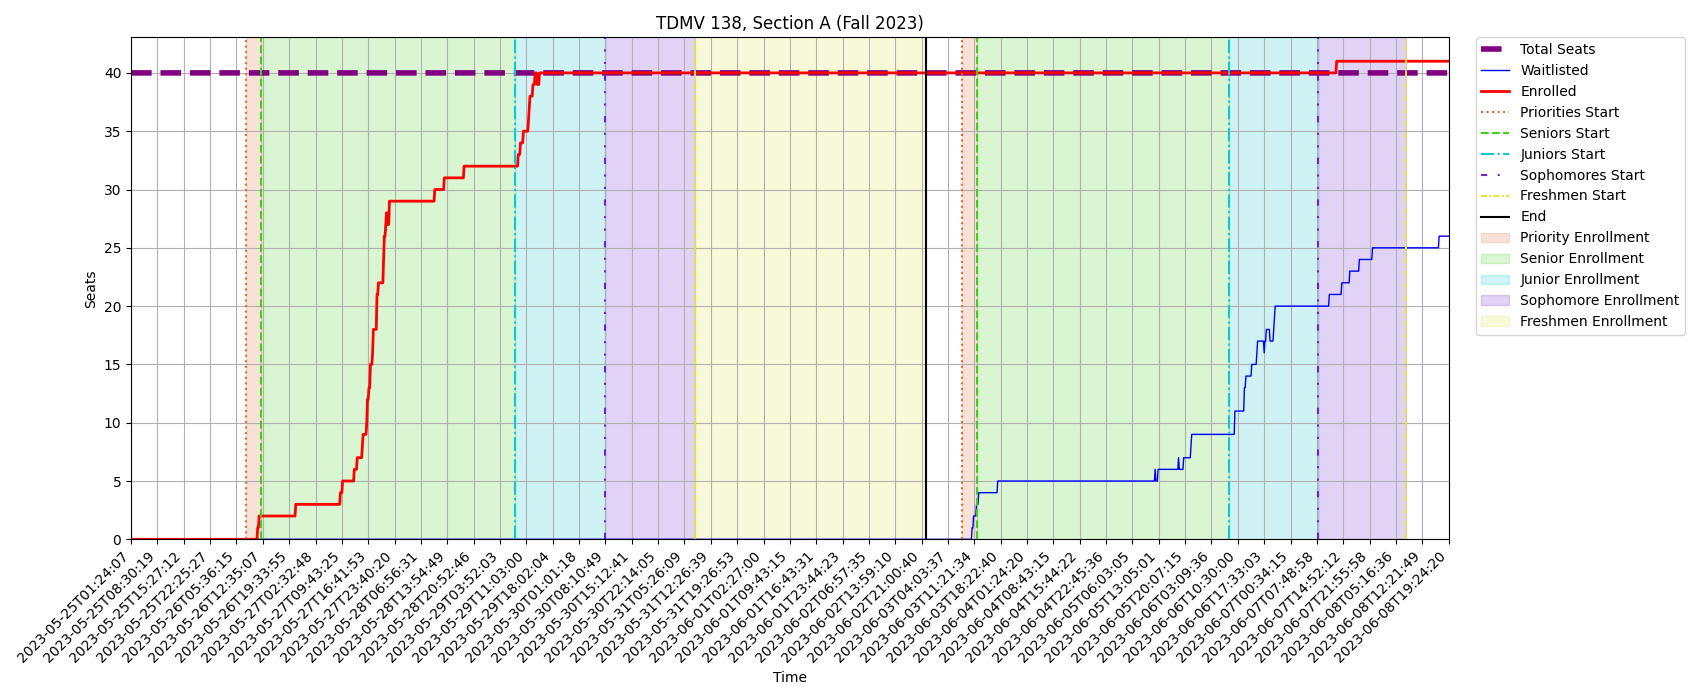 TDMV 138, Section A (Fall 2023)
Seats
40
35
30
25
20
15
10
5
0
2023-05-25T01:24:07
2023-05-25T08:30:19
2023-05-25T15:27:12
2023-05-25T22:25:27
2023-05-26T05:36:15
2023-05-26T12:35:07
2023-05-26T19:33:55
2023-05-27T02:32:48
2023-05-27T09:43:25
2023-05-27T16:41:53
2023-05-27T23:40:20
2023-05-28T06:56:31
2023-05-28T13:54:49
2023-05-28T20:52:46
2023-05-29T03:52:03
2023-05-29T11:03:00
2023-05-29T18:02:04
2023-05-30T01:01:18
2023-05-30T08:10:49
2023-05-30T15:12:41
2023-05-30T22:14:05
2023-05-31T05:26:09
2023-05-31T12:26:39
2023-05-31T19:26:53
2023-06-01T02:27:00
2023-06-01T09:43:15
2023-06-01T16:43:31
2023-06-01T23:44:23
2023-06-02T06:57:35
2023-06-02T13:59:10
2023-06-02T21:00:40
2023-06-03T04:03:37
2023-06-03T11:21:34
2023-06-03T18:22:40
2023-06-04T01:24:20
2023-06-04T08:43:15
2023-06-04T15:44:22
2023-06-04T22:45:36
2023-06-05T06:03:05
2023-06-05T13:05:01
2023-06-05T20:07:15
2023-06-06T03:09:36
2023-06-06T10:30:00
2023-06-06T17:33:03
2023-06-07T00:34:15
2023-06-07T07:48:58
2023-06-07T14:52:12
2023-06-07T21:55:58
2023-06-08T05:16:36
2023-06-08T12:21:49
2023-06-08T19:24:20
Time
Total Seats
Waitlisted
Enrolled
Priorities Start
Seniors Start
Juniors Start
Sophomores Start
Freshmen Start
End
Priority Enrollment
Senior Enrollment
Junior Enrollment
Sophomore Enrollment
Freshmen Enrollment